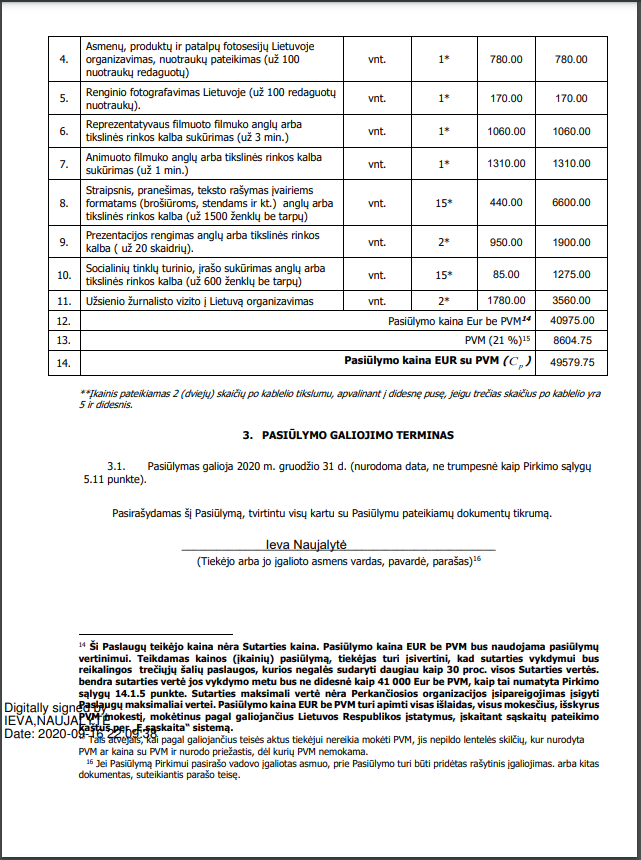 4. Asmenų, produktų ir patalpų fotosesijų Lietuvoje
organizavimas, nuotraukų pateikimas (už 100
nuotraukų redaguotų) vnt. 1* 780.00 780.00
5. Renginio fotografavimas Lietuvoje (už 100 redaguotų
nuotraukų). vnt. 1* 170.00 170.00
6. Reprezentatyvaus filmuoto filmuko anglų arba
tikslinės rinkos kalba sukūrimas (už 3 min.) vnt. 1* 1060.00 1060.00
7. Animuoto filmuko anglų arba tikslinės rinkos kalba
sukūrimas (už 1 min.) vnt. 1* 1310.00 1310.00
8. Straipsnis, pranešimas, teksto rašymas įvairiems
formatams (brošiūroms, stendams ir kt.) anglų arba
tikslinės rinkos kalba (už 1500 ženklų be tarpų) vnt. 15* 440.00 6600.00
9. Prezentacijos rengimas anglų arba tikslinės rinkos
kalba ( už 20 skaidrių). vnt. 2* 950.00 1900.00
10. Socialinių tinklų turinio, įrašo sukūrimas anglų arba
tikslinės rinkos kalba (už 600 ženklų be tarpų) vnt. 15* 85.00 1275.00
11. Užsienio žurnalisto vizito į Lietuvą organizavimas vnt. 2* 1780.00 3560.00
12. Pasiūlymo kaina Eur be PVM14 40975.00
13. PVM (21 %)15 8604.75
14. Pasiūlymo kaina EUR su PVM (Cp) 49579.75
**Įkainis pateikiamas 2 (dviejų) skaičių po kablelio tikslumu, apvalinant į didesnę pusę, jeigu trečias skaičius po kablelio yra
5 ir didesnis.
3. PASIŪLYMO GALIOJIMO TERMINAS
3.1. Pasiūlymas galioja 2020 m. gruodžio 31 d. (nurodoma data, ne trumpesnė kaip Pirkimo sąlygų
5.11 punkte).
Pasirašydamas šį Pasiūlymą, tvirtintu visų kartu su Pasiūlymu pateikiamų dokumentų tikrumą.
Ieva Naujalytė
(Tiekėjo arba jo įgalioto asmens vardas, pavardė, parašas)16
14 Ši Paslaugų teikėjo kaina nėra Sutarties kaina. Pasiūlymo kaina EUR be PVM bus naudojama pasiūlymų
vertinimui. Teikdamas kainos (įkainių) pasiūlymą, tiekėjas turi įsivertini, kad sutarties vykdymui bus
reikalingos trečiųjų šalių paslaugos, kurios negalės sudaryti daugiau kaip 30 proc. visos Sutarties vertės.
bendra sutarties vertė jos vykdymo metu bus ne didesnė kaip 41 000 Eur be PVM, kaip tai numatyta Pirkimo
sąlygų 14.1.5 punkte. Sutarties maksimali vertė nėra Perkančiosios organizacijos įsipareigojimo įsigyti
Paslaugų maksimaliai vertei. Pasiūlymo kaina EUR be PVM turi apimti visas išlaidas, visus mokesčius, išskyrus
PVM mokestį, mokėtinus pagal galiojančius Lietuvos Respublikos įstatymus, įskaitant sąskaitų pateikimo
kaštus per „E.sąskaita“ sistemą.
Digitally signed by
IEVA,NAUJALYTĖ
Date: 2020-09-16 22:09:38
Tais atvejais, kai pagal galiojančius teisės aktus tiekėjui nereikia mokėti PVM, jis nepildo lentelės skilčių, kur nurodyta
PVM ar kaina su PVM ir nurodo priežastis, dėl kurių PVM nemokama.
16 Jei Pasiūlymą Pirkimui pasirašo vadovo įgaliotas asmuo, prie Pasiūlymo turi būti pridėtas rašytinis įgaliojimas. arba kitas
dokumentas, suteikiantis parašo teisę.